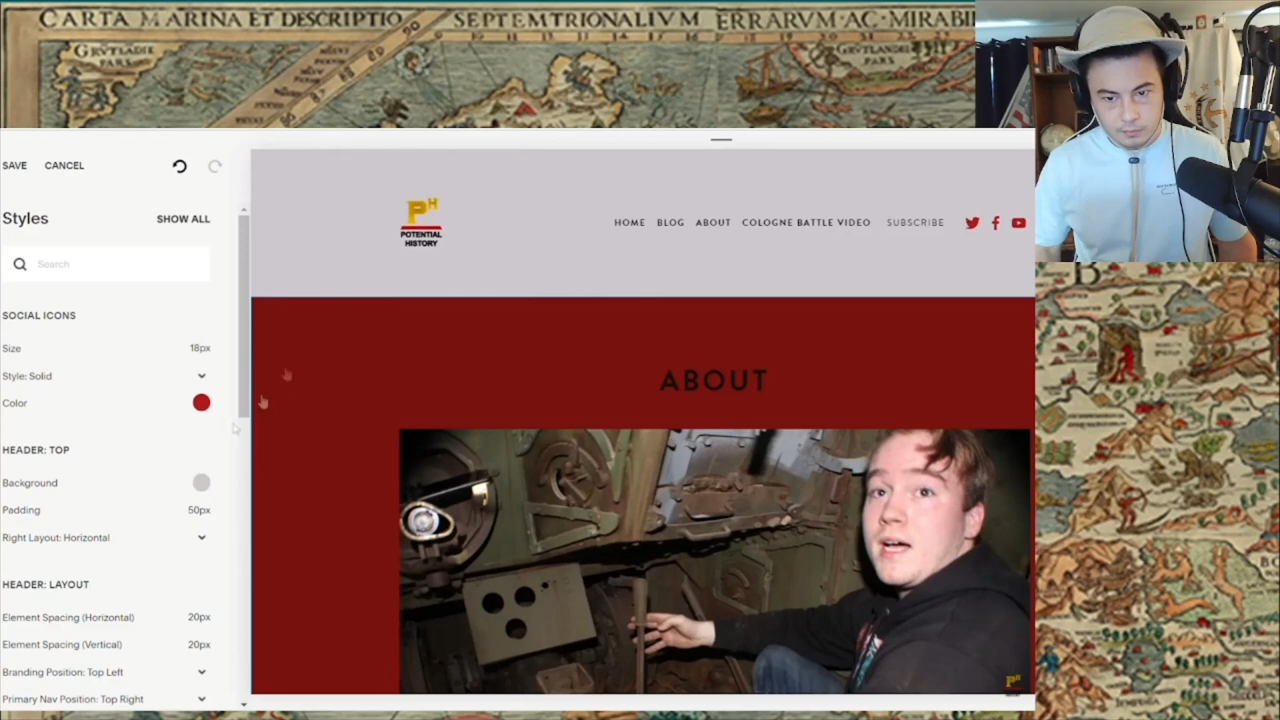 CARTA MARINA ET DESCRIPTIO
SEPTEMTRIONALIVM
ERRARVM AC MIRABI
SAVE
CANCEL
Styles
SHOW ALL
Search
SOCIAL ICONS
Size
18px
Style: Solid
Color
HEADER: TOP
Background
Padding
50px
Right Layout: Horizontal
HEADER: LAYOUT
Element Spacing (Horizontal)
20px
Element Spacing (Vertical)
20px
Branding Position: Top Left
Primary Nav Position: Top Right
PH
POTENTIAL
HISTORY
HOME
BLOG
ABOUT
COLOGNE BATTLE VIDEO
SUBSCRIBE
ABOUT
PH